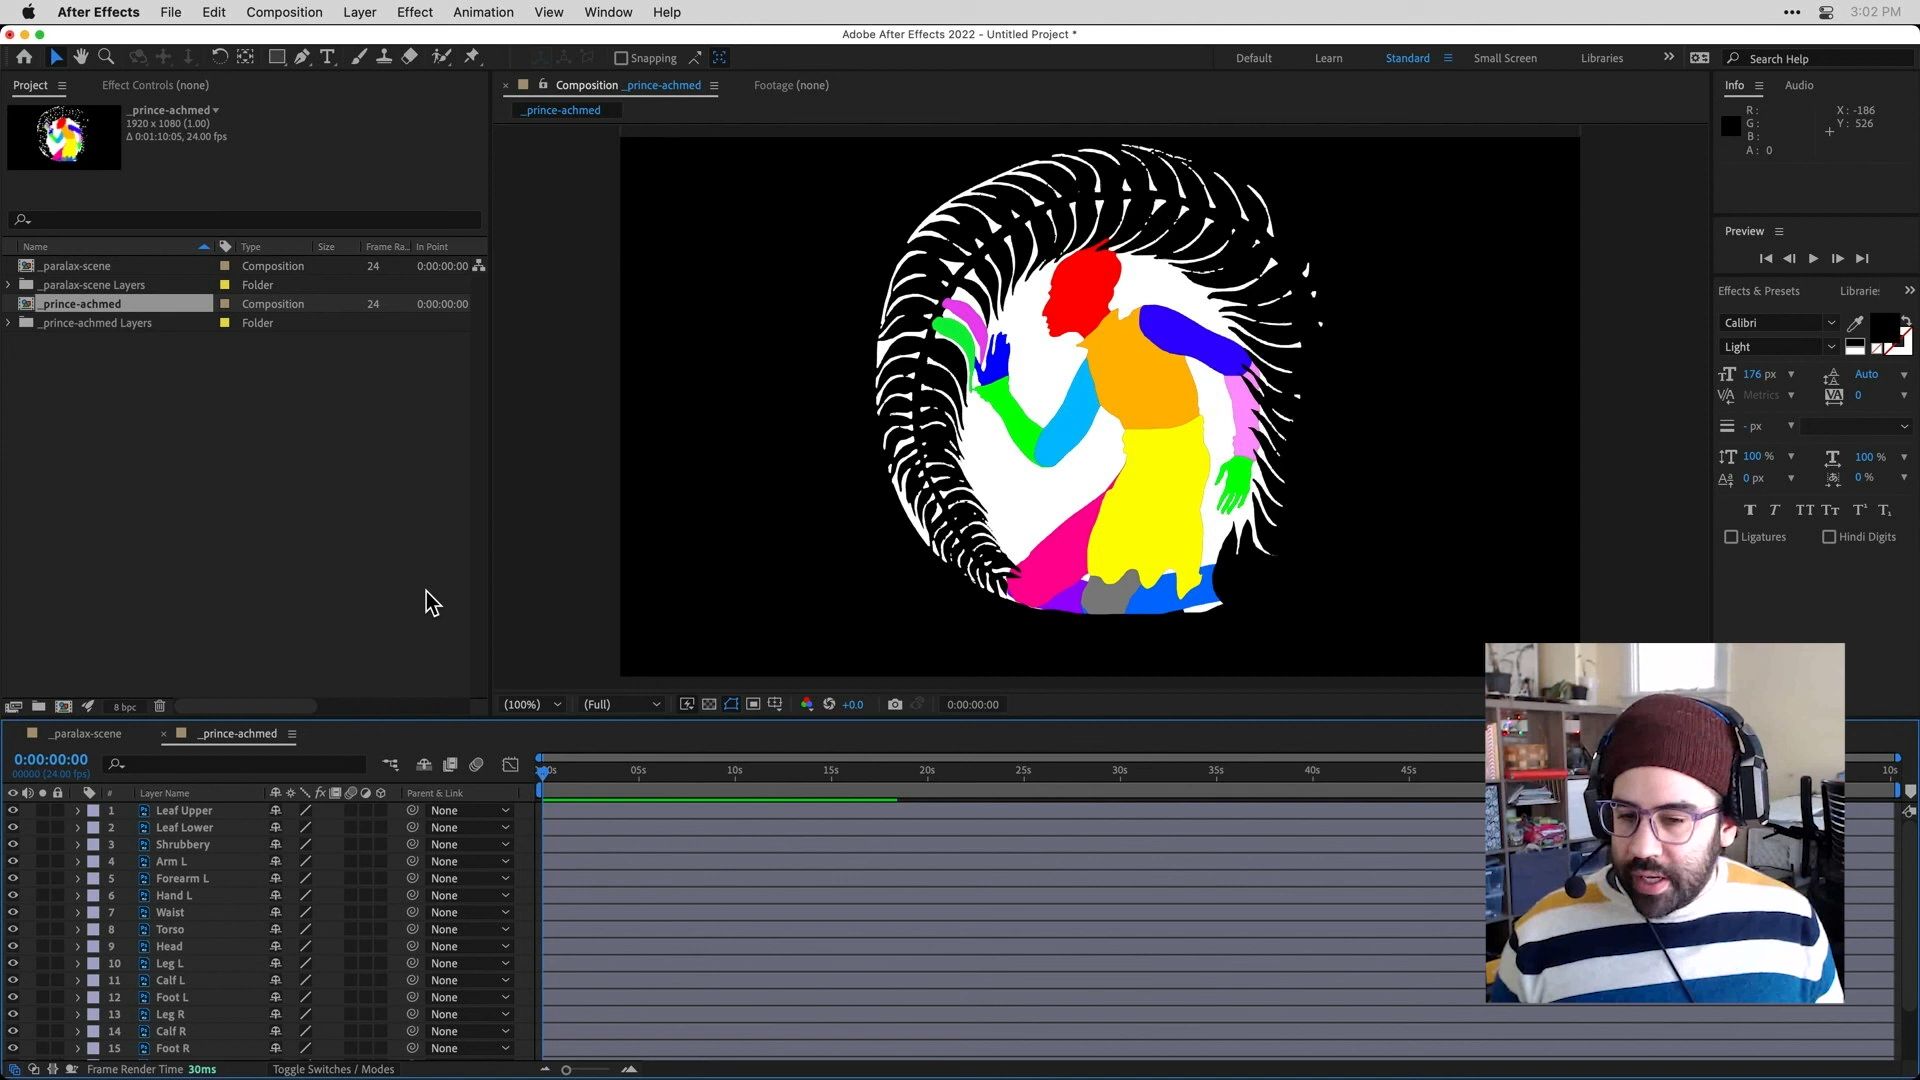 After Effects File Edit Composition Layer Effect Animation View Window Help 3:02 PM
Adobe After Effects 2022 - Untitled Project *
Snapping Default Learn Standard Small Screen Libraries Search Help
Project Effect Controls (none)
_prince-achmed
1920 x 1080 (1.00)
Δ 0:01:10:05, 24.00 fps
Name Type Size Frame Ra... In Point
_paralax-scene Composition 24 0:00:00:00
_paralax-scene Layers Folder
_prince-achmed Composition 24 0:00:00:00
_prince-achmed Layers Folder
8 bpc
Composition _prince-achmed Footage (none)
_prince-achmed
(100%) (Full) +0.0 0:00:00:00
Info Audio
R: X: -186
G: Y: 526
B:
A: 0
Preview
Effects & Presets Librarie:
Calibri
Light
176 px Auto
Metrics 0
- px
100 % 100 %
0 px 0 %
Ligatures Hindi Digits
_paralax-scene _prince-achmed
0:00:00:00
00000 (24.00 fps)
05s 10s 15s 20s 25s 30s 35s 40s 45s 10s
# Layer Name fx Parent & Link
1 Leaf Upper None
2 Leaf Lower None
3 Shrubbery None
4 Arm L None
5 Forearm L None
6 Hand L None
7 Waist None
8 Torso None
9 Head None
10 Leg L None
11 Calf L None
12 Foot L None
13 Leg R None
14 Calf R None
15 Foot R None
Frame Render Time 30ms Toggle Switches / Modes